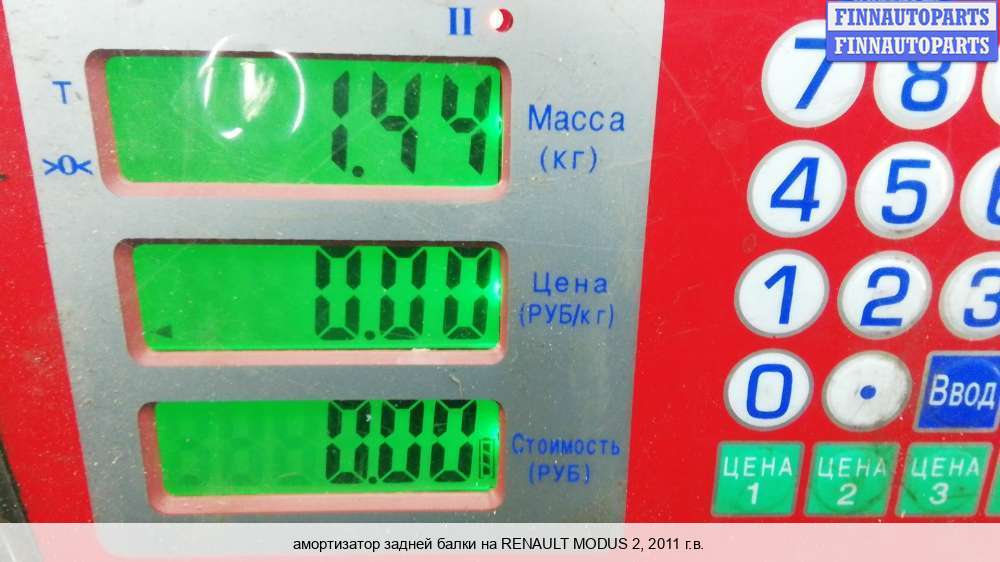 FINNAUTOPARTS
FINNAUTOPARTS
II
T
>0<
1.44
Масса
(кг)
0.00
Цена
(РУБ/кг)
0.00
Стоимость
(РУБ)
7 8
4 5 6
1 2 3
0 .
Ввод
ЦЕНА 1
ЦЕНА 2
ЦЕНА 3
амортизатор задней балки на RENAULT MODUS 2, 2011 г.в.